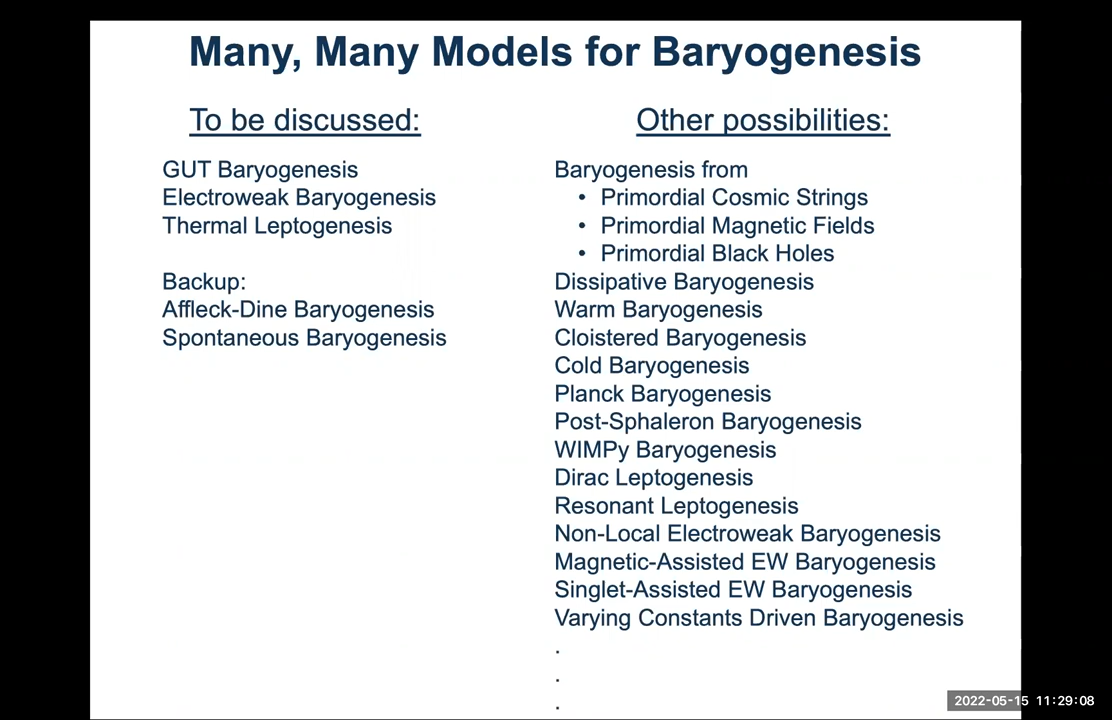 Many, Many Models for Baryogenesis
To be discussed:
GUT Baryogenesis
Electroweak Baryogenesis
Thermal Leptogenesis
Backup:
Affleck-Dine Baryogenesis
Spontaneous Baryogenesis
Other possibilities:
Baryogenesis from
• Primordial Cosmic Strings
• Primordial Magnetic Fields
• Primordial Black Holes
Dissipative Baryogenesis
Warm Baryogenesis
Cloistered Baryogenesis
Cold Baryogenesis
Planck Baryogenesis
Post-Sphaleron Baryogenesis
WIMPy Baryogenesis
Dirac Leptogenesis
Resonant Leptogenesis
Non-Local Electroweak Baryogenesis
Magnetic-Assisted EW Baryogenesis
Singlet-Assisted EW Baryogenesis
Varying Constants Driven Baryogenesis
.
.
.
2022-05-15 11:29:08